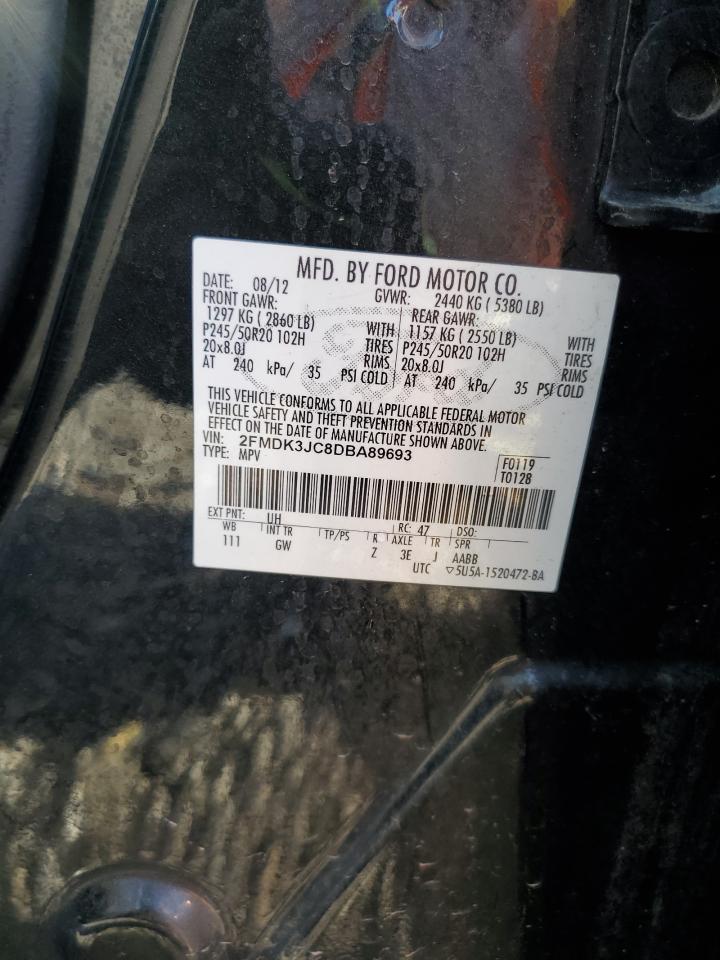 MFD. BY FORD MOTOR CO.
DATE: 08/12 GVWR: 2440 KG ( 5380 LB)
FRONT GAWR: REAR GAWR:
1297 KG ( 2860 LB) WITH 1157 KG ( 2550 LB) WITH
P245/50R20 102H TIRES P245/50R20 102H TIRES
20x8.0J RIMS 20x8.0J RIMS
AT 240 kPa/ 35 PSI COLD AT 240 kPa/ 35 PSI COLD
THIS VEHICLE CONFORMS TO ALL APPLICABLE FEDERAL MOTOR
VEHICLE SAFETY AND THEFT PREVENTION STANDARDS IN
EFFECT ON THE DATE OF MANUFACTURE SHOWN ABOVE.
VIN: 2FMDK3JC8DBA89693
TYPE: MPV
F0119
T0128
EXT PNT: UH RC: 47 DSO:
WB INT TR TP/PS R AXLE TR SPR
111 GW Z 3E J AABB
UTC ▽5U5A-1520472-BA